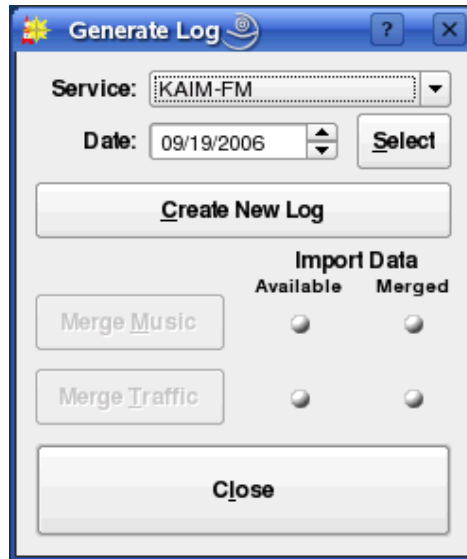 Generate Log
?
X
Service: KAIM-FM
Date: 09/19/2006 Select
Create New Log
Import Data
Available Merged
Merge Music
Merge Traffic
Close